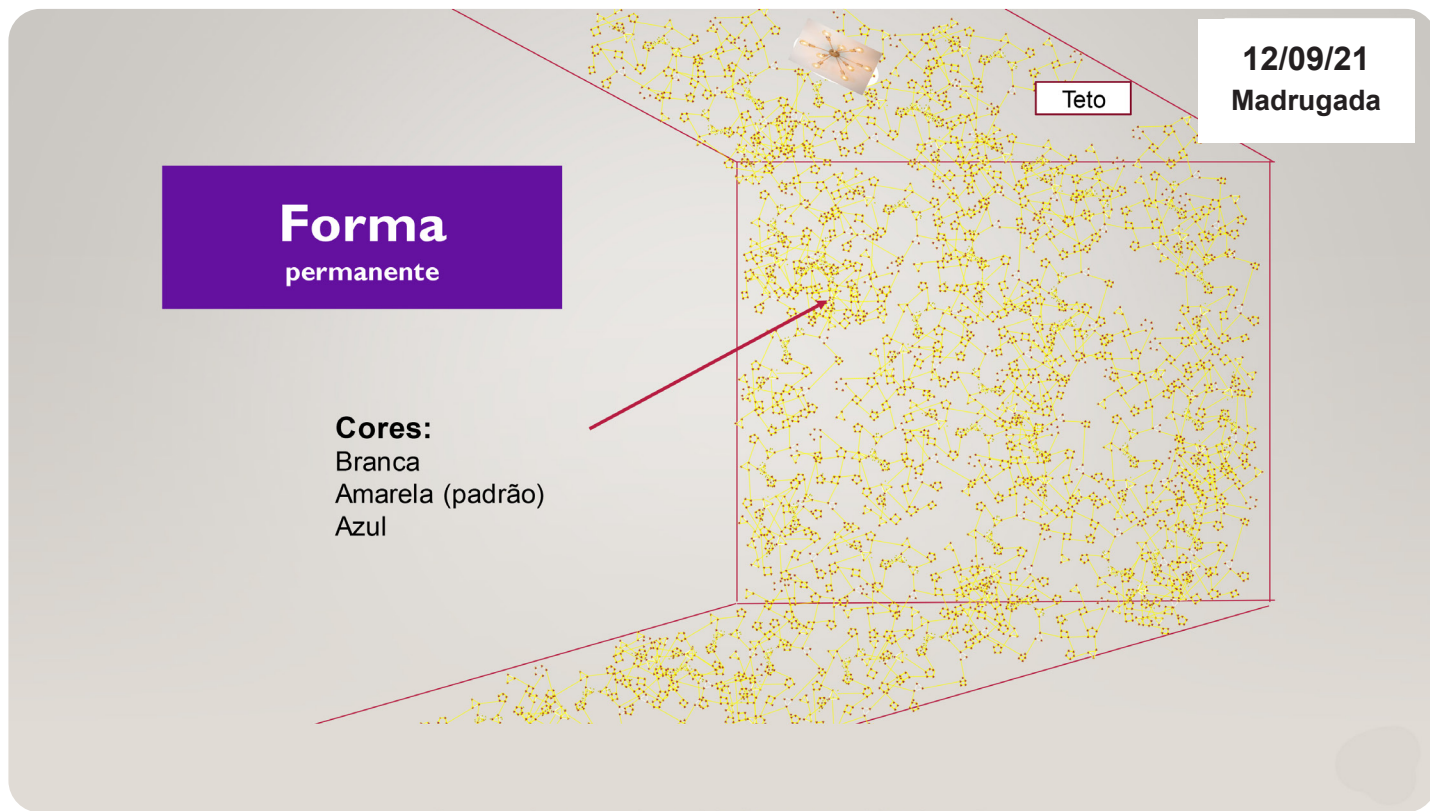 12/09/21
Madrugada
Teto
Forma
permanente
Cores:
Branca
Amarela (padrão)
Azul